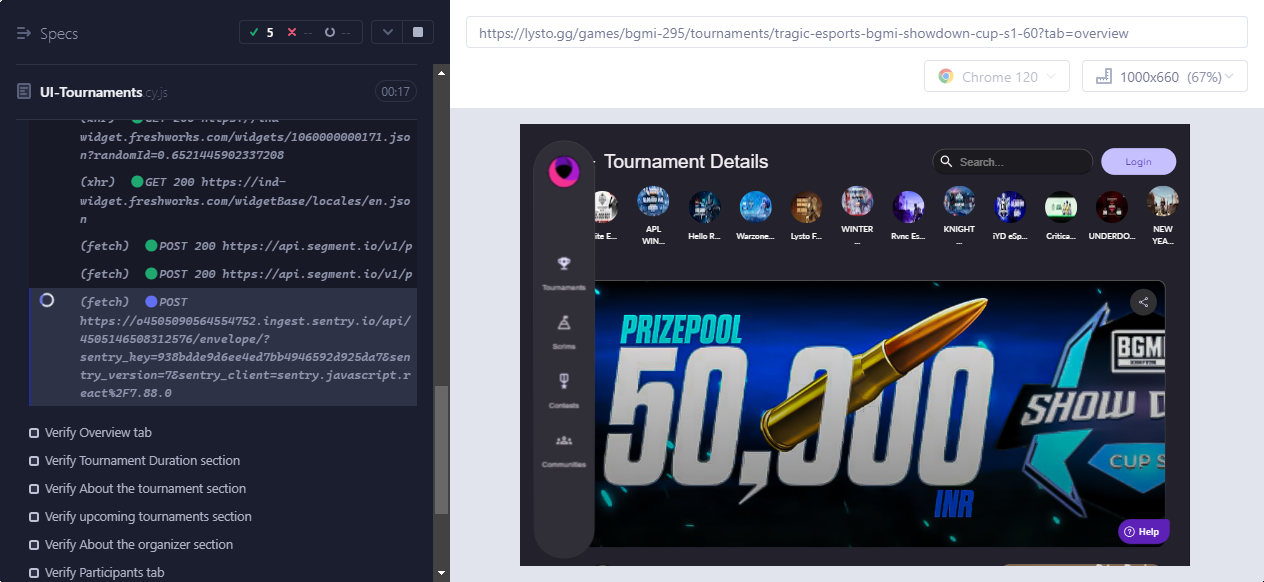 Specs
5
--
--
UI-Tournaments cy.js
00:17
(xhr) GET 200 https://ind-
widget.freshworks.com/widgets/1060000000171.jso
n?randomId=0.6521445902337208
(xhr) GET 200 https://ind-
widget.freshworks.com/widgetBase/locales/en.jso
n
(fetch) POST 200 https://api.segment.io/v1/p
(fetch) POST 200 https://api.segment.io/v1/p
(fetch) POST
https://o4505090564554752.ingest.sentry.io/api/
4505146508312576/envelope/?
sentry_key=938bdde9d6ee4ed7bb4946592d925da7&sen
try_version=7&sentry_client=sentry.javascript.r
eact%2F7.88.0
Verify Overview tab
Verify Tournament Duration section
Verify About the tournament section
Verify upcoming tournaments section
Verify About the organizer section
Verify Participants tab
https://lysto.gg/games/bgmi-295/tournaments/tragic-esports-bgmi-showdown-cup-s1-60?tab=overview
Chrome 120
1000x660 (67%)
Tournament Details
Search...
Login
ite E...
APL
WIN...
Hello R...
Warzone...
Lysto F...
WINTER
...
Rvnc Es...
KNIGHT
...
iYD eSp...
Critica...
UNDERDO...
NEW
YEA...
Tournaments
Scrims
Contests
Communities
PRIZEPOOL
50,000
INR
BGMI
SHOW D
CUP S
Help